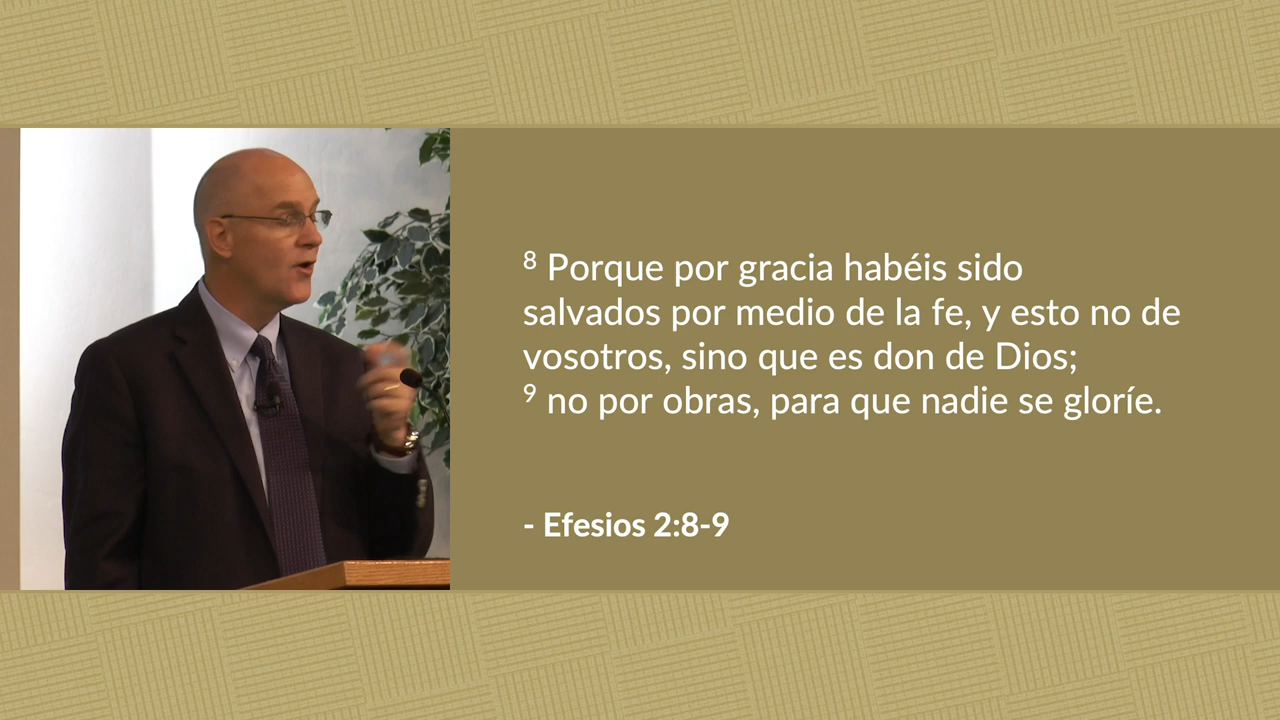 8 Porque por gracia habéis sido
salvados por medio de la fe, y esto no de
vosotros, sino que es don de Dios;
9 no por obras, para que nadie se gloríe.
- Efesios 2:8-9